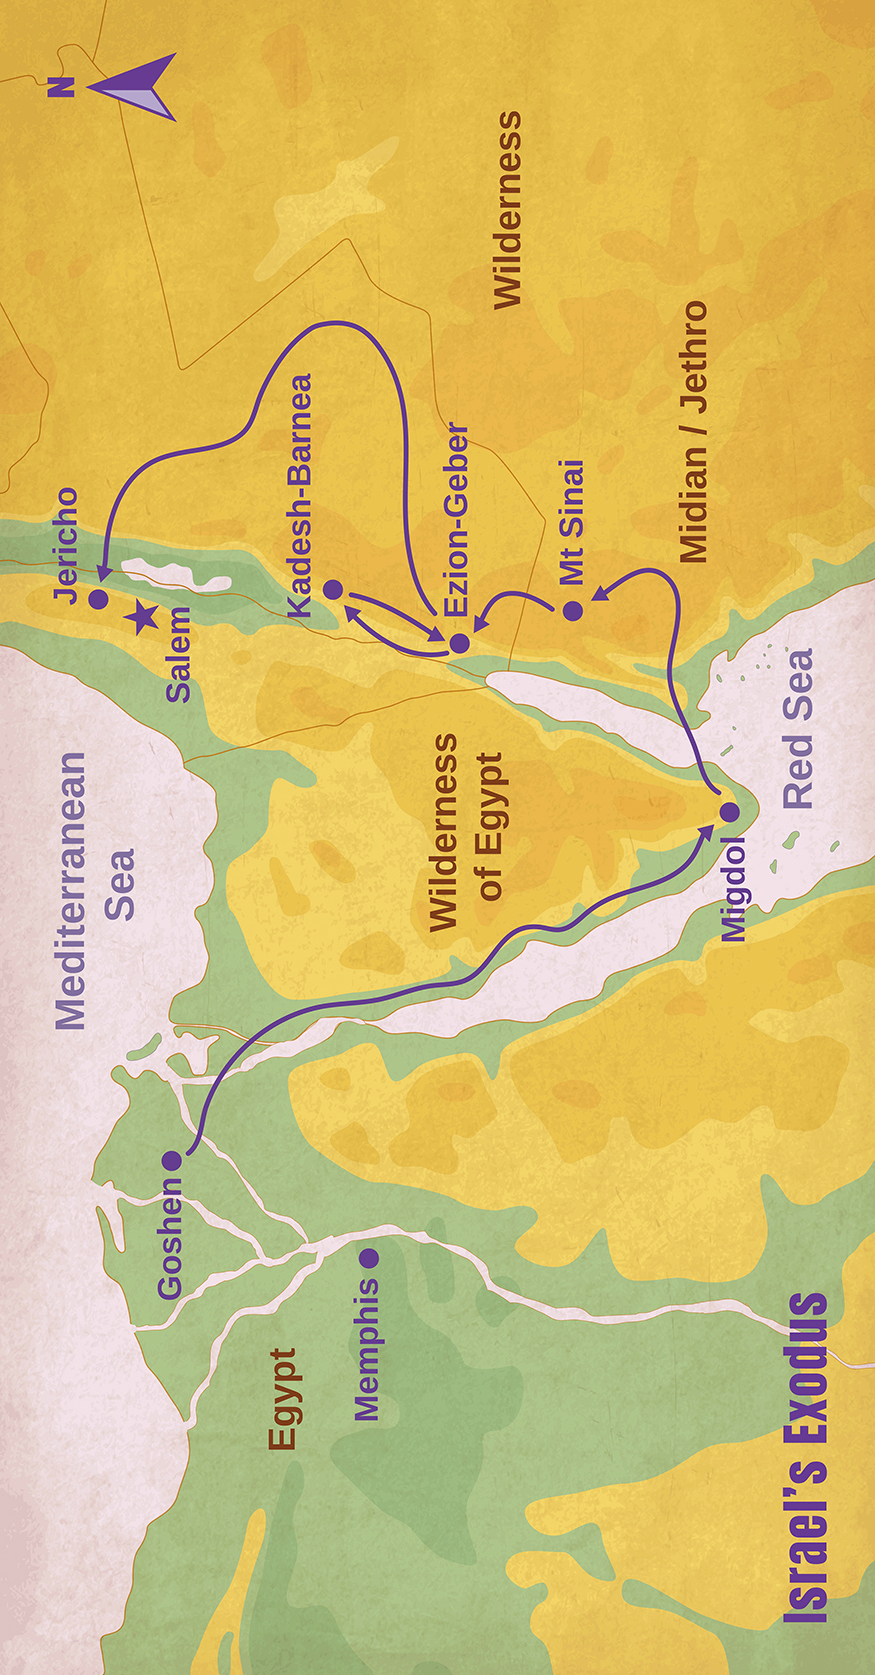 N
Jericho
Salem
Mediterranean
Sea
Kadesh-Barnea
Ezion-Geber
Wilderness
Mt Sinai
Midian / Jethro
Wilderness
of Egypt
Red Sea
Migdol
Goshen
Memphis
Egypt
Israel's Exodus